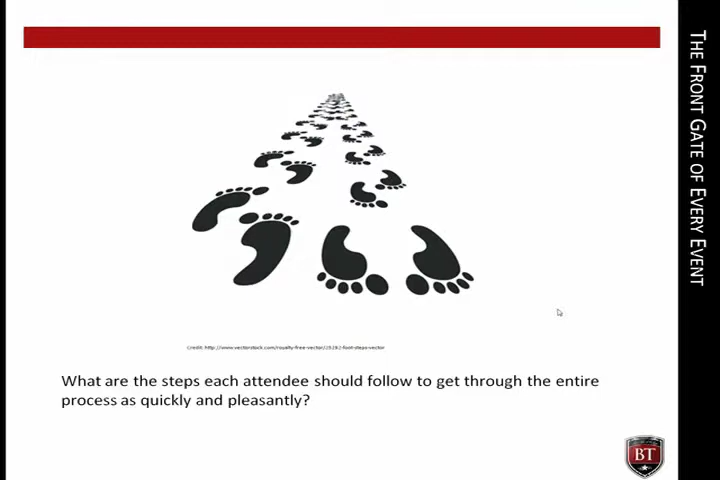 THE FRONT GATE OF EVERY EVENT
What are the steps each attendee should follow to get through the entire
process as quickly and pleasantly?
BT